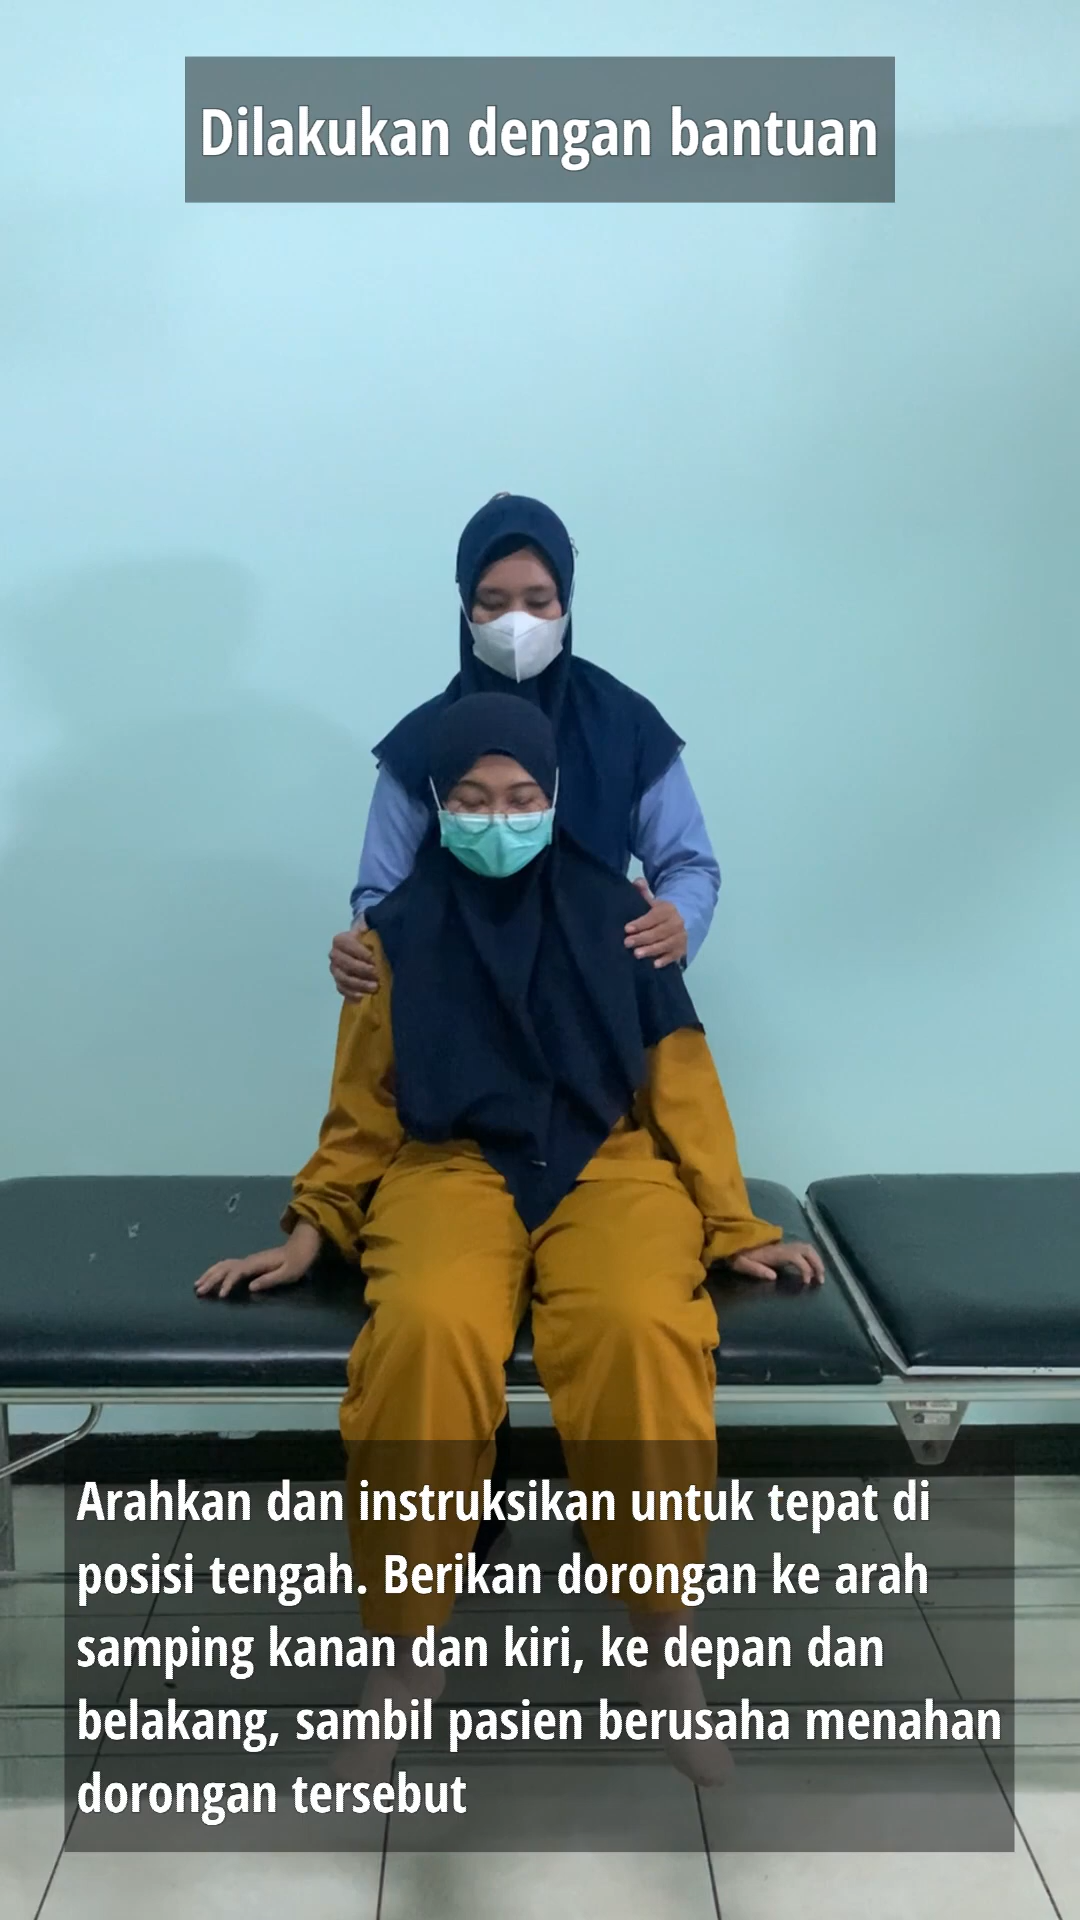 Dilakukan dengan bantuan
Arahkan dan instruksikan untuk tepat di
posisi tengah. Berikan dorongan ke arah
samping kanan dan kiri, ke depan dan
belakang, sambil pasien berusaha menahan
dorongan tersebut